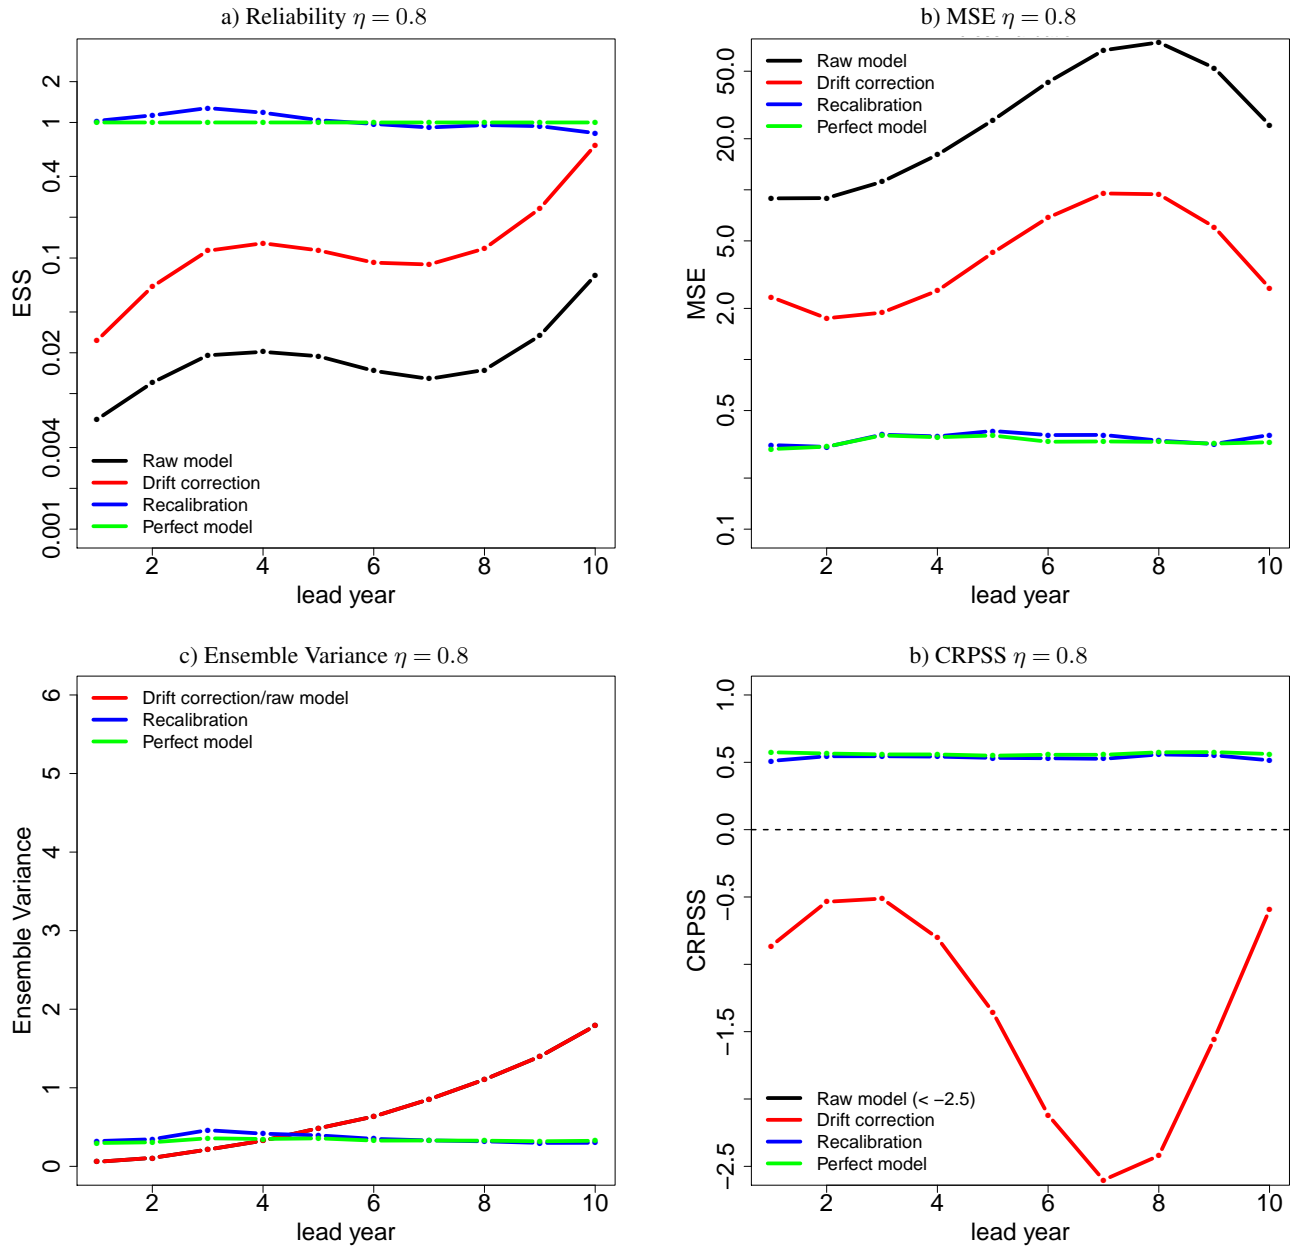 a) Reliability η = 0.8
ESS
2
1
0.4
0.1
0.02
0.004
0.001
Raw model
Drift correction
Recalibration
Perfect model
2 4 6 8 10
lead year
b) MSE η = 0.8
MSE
50.0
20.0
5.0
2.0
0.5
0.1
Raw model
Drift correction
Recalibration
Perfect model
2 4 6 8 10
lead year
c) Ensemble Variance η = 0.8
Ensemble Variance
6
5
4
3
2
1
0
Drift correction/raw model
Recalibration
Perfect model
2 4 6 8 10
lead year
b) CRPSS η = 0.8
CRPSS
1.0
0.5
0.0
−0.5
−1.5
−2.5
Raw model (< −2.5)
Drift correction
Recalibration
Perfect model
2 4 6 8 10
lead year